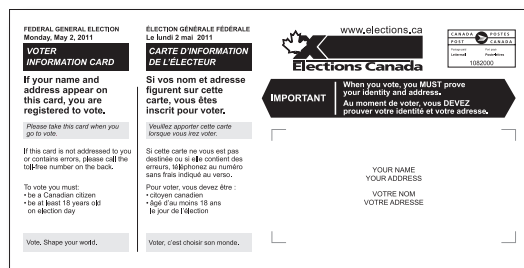 FEDERAL GENERAL ELECTION
Monday, May 2, 2011
VOTER
INFORMATION CARD
If your name and
address appear on
this card, you are
registered to vote.
Please take this card when you
go to vote.
If this card is not addressed to you
or contains errors, please call the
toll-free number on the back.
To vote you must:
• be a Canadian citizen
• be at least 18 years old
on election day
Vote. Shape your world.
ÉLECTION GÉNÉRALE FÉDÉRALE
Le lundi 2 mai 2011
CARTE D'INFORMATION
DE L'ÉLECTEUR
Si vos nom et adresse
figurent sur cette
carte, vous êtes
inscrit pour voter.
Veuillez apporter cette carte
lorsque vous irez voter.
Si cette carte ne vous est pas
destinée ou si elle contient des
erreurs, téléphonez au numéro
sans frais indiqué au verso.
Pour voter, vous devez être :
• citoyen canadien
• âgé d'au moins 18 ans
le jour de l'élection
Voter, c'est choisir son monde.
www.elections.ca
Elections Canada
CANADA POSTES
POST CANADA
Postage paid Port payé
Lettermail Poste-lettres
1082000
IMPORTANT
When you vote, you MUST prove
your identity and address.
Au moment de voter, vous DEVEZ
prouver votre identité et votre adresse.
YOUR NAME
YOUR ADDRESS
VOTRE NOM
VOTRE ADRESSE